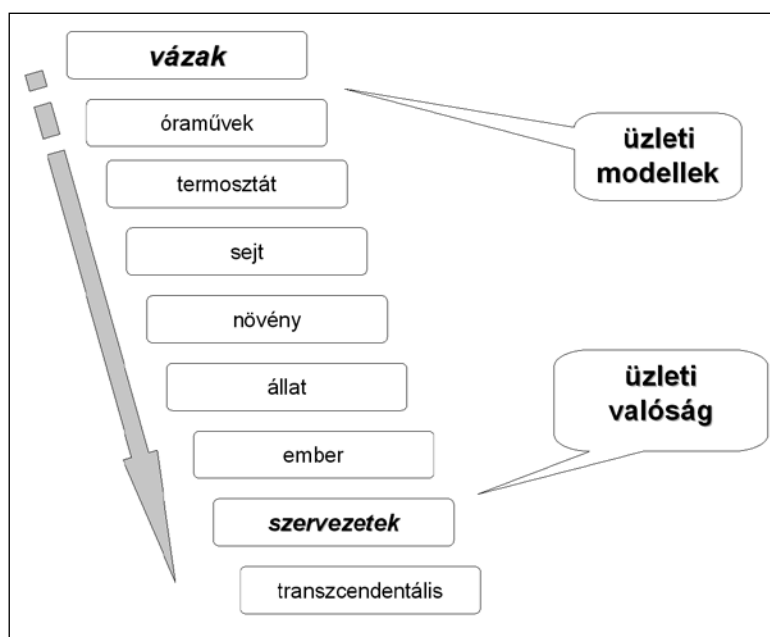 vázak
óraművek
üzleti
modellek
termosztát
sejt
növény
állat
üzleti
valóság
ember
szervezetek
transzcendentális